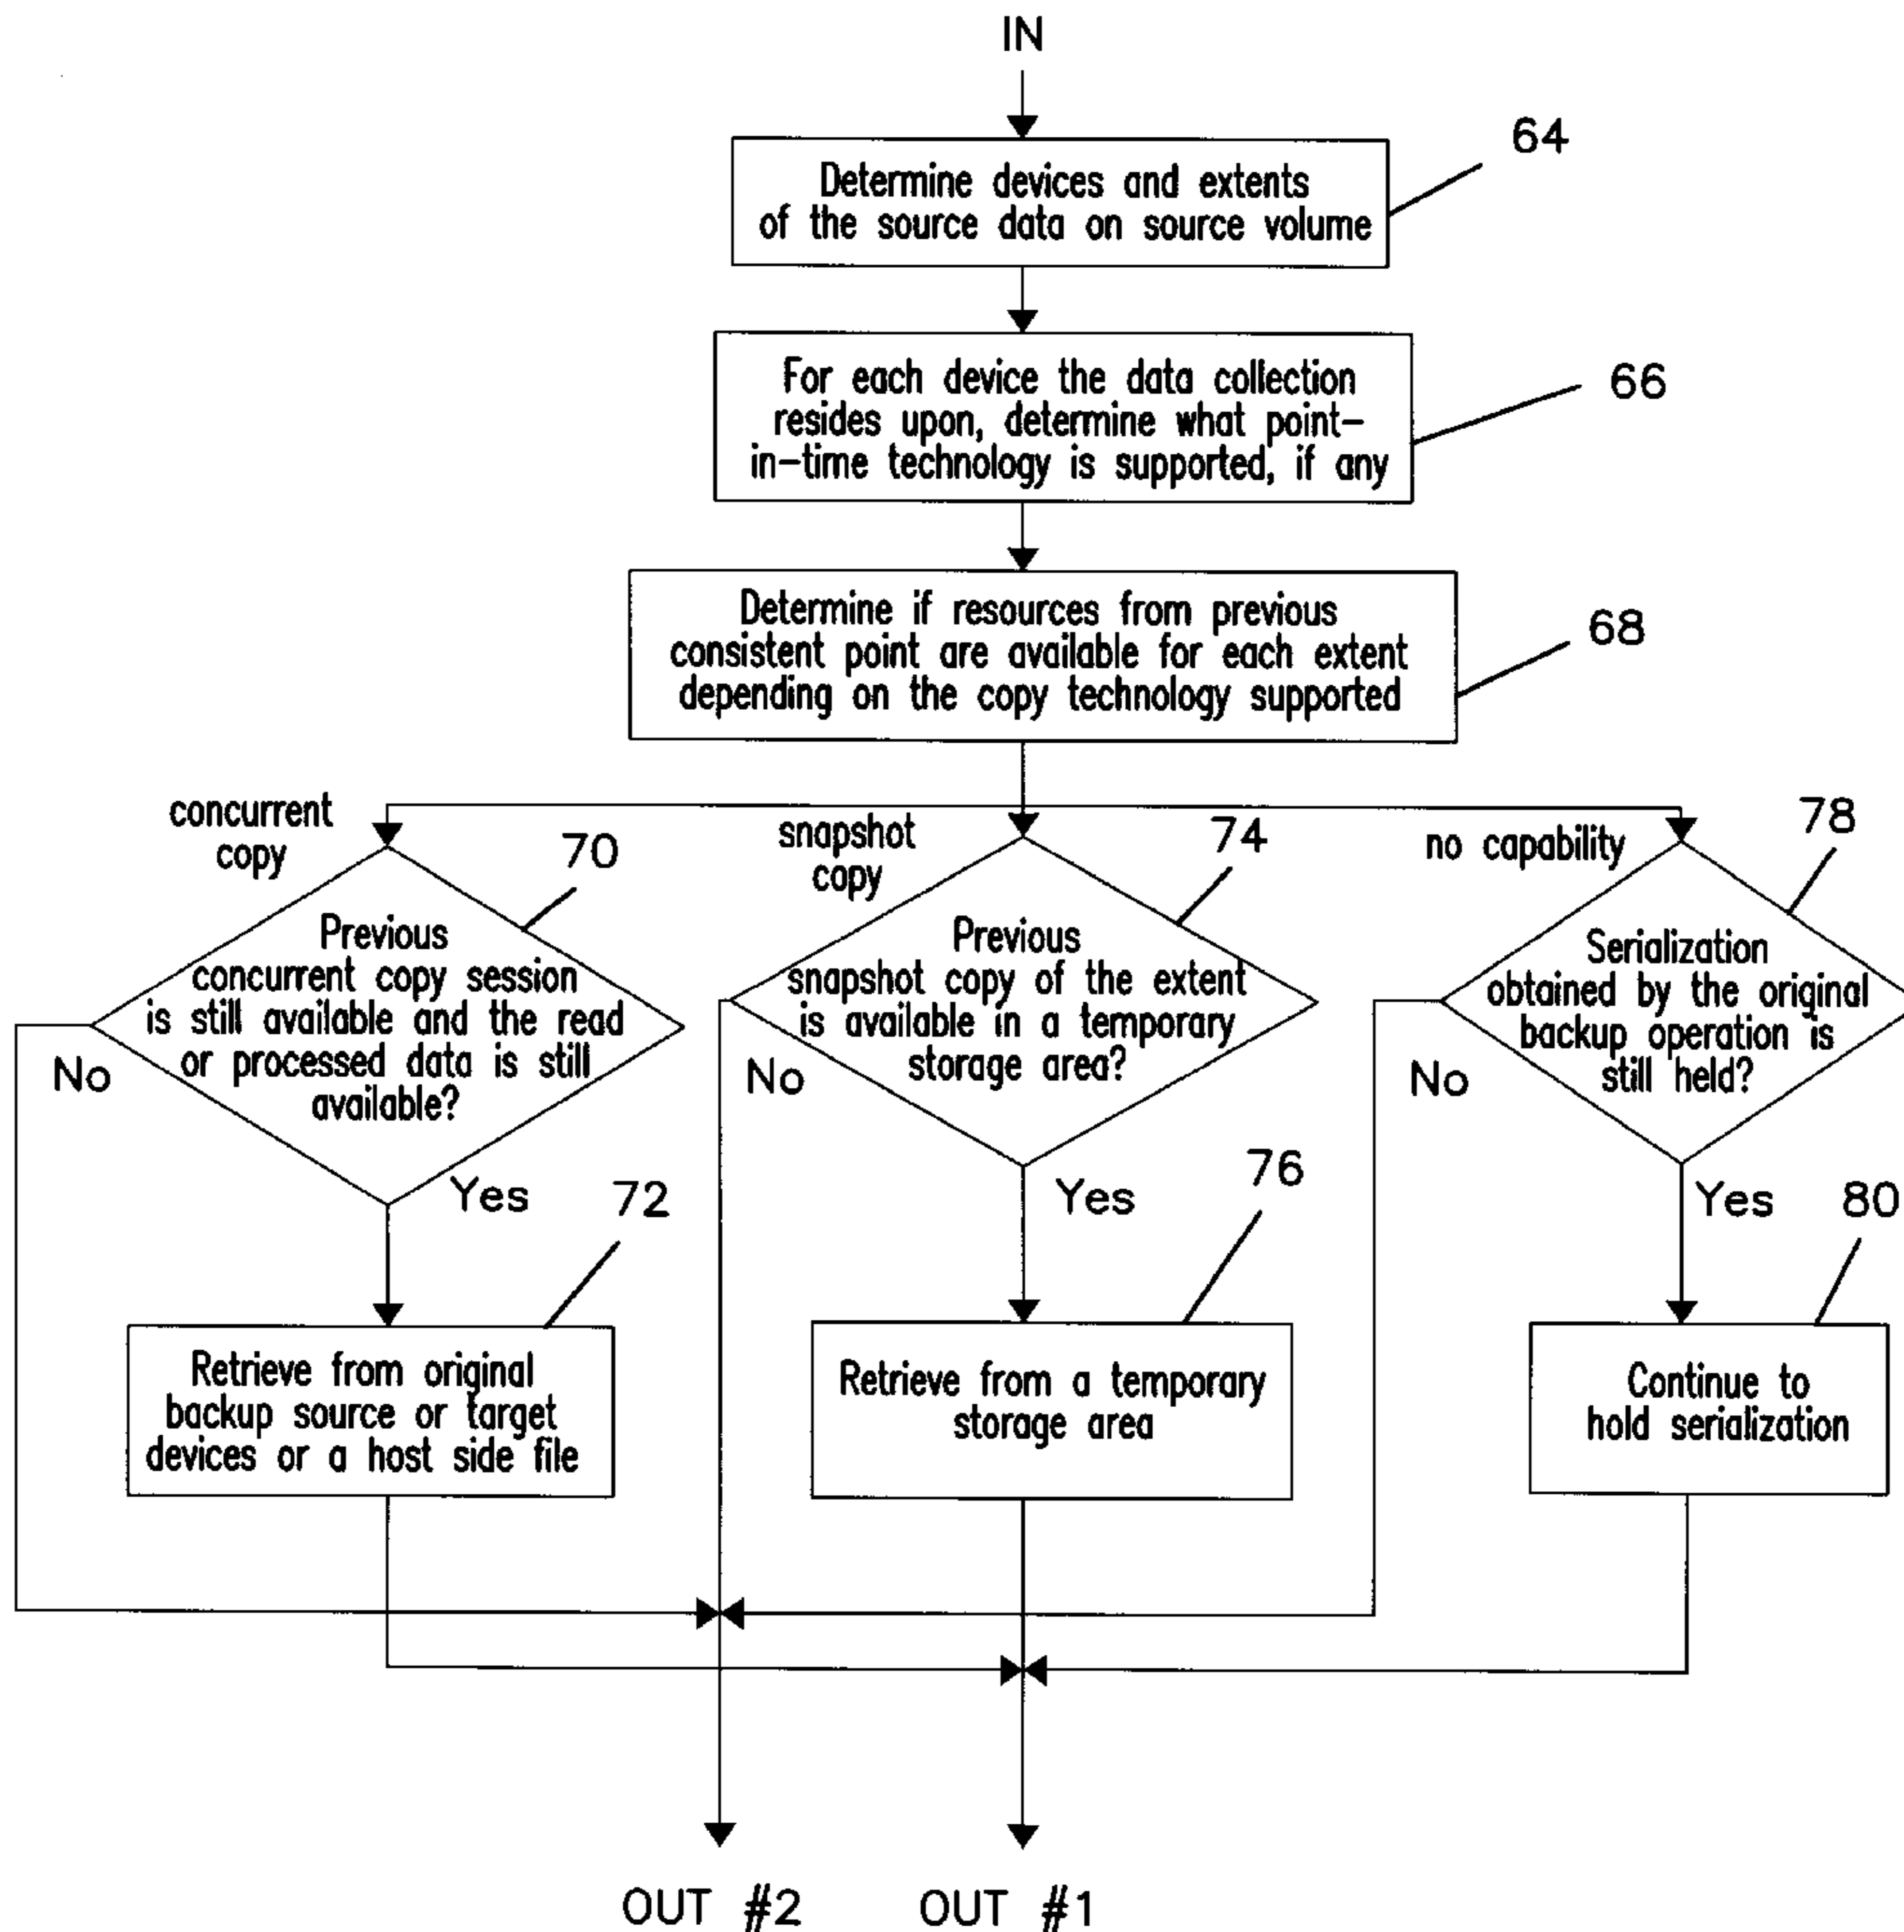 IN
64
Determine devices and extents
of the source data on source volume
66
For each device the data collection
resides upon, determine what point-
in-time technology is supported, if any
68
Determine if resources from previous
consistent point are available for each extent
depending on the copy technology supported
concurrent
copy
70
Previous
concurrent copy session
is still available and the read
or processed data is still
available?
No
Yes
snapshot
copy
74
Previous
snapshot copy of the extent
is available in a temporary
storage area?
No
Yes
no capability
78
Serialization
obtained by the original
backup operation is
still held?
No
Yes
72
Retrieve from original
backup source or target
devices or a host side file
76
Retrieve from a temporary
storage area
80
Continue to
hold serialization
OUT #2
OUT #1